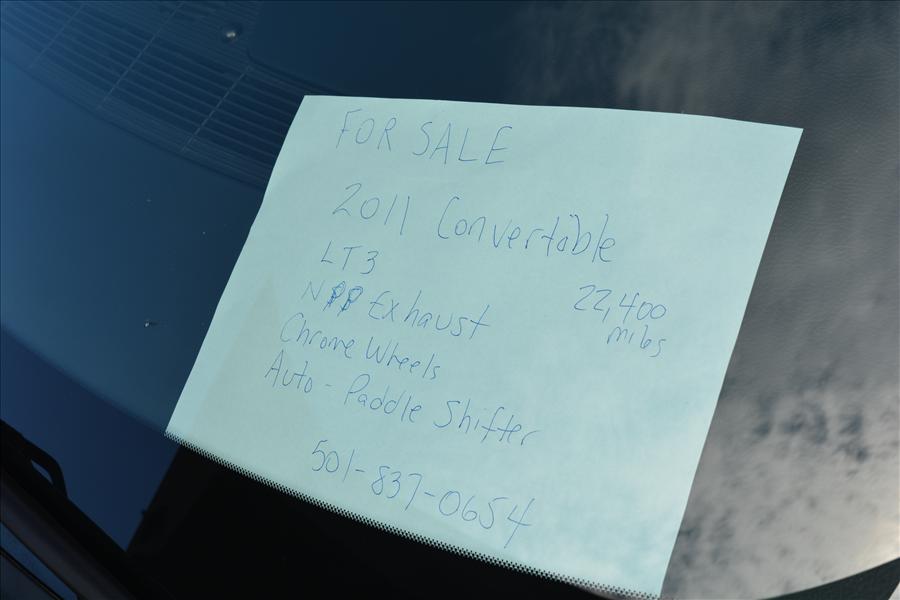 FOR SALE
2011 Convertable
LT3
22,400
miles
NPP Exhaust
Chrome Wheels
Auto - Paddle Shifter
501-837-0654